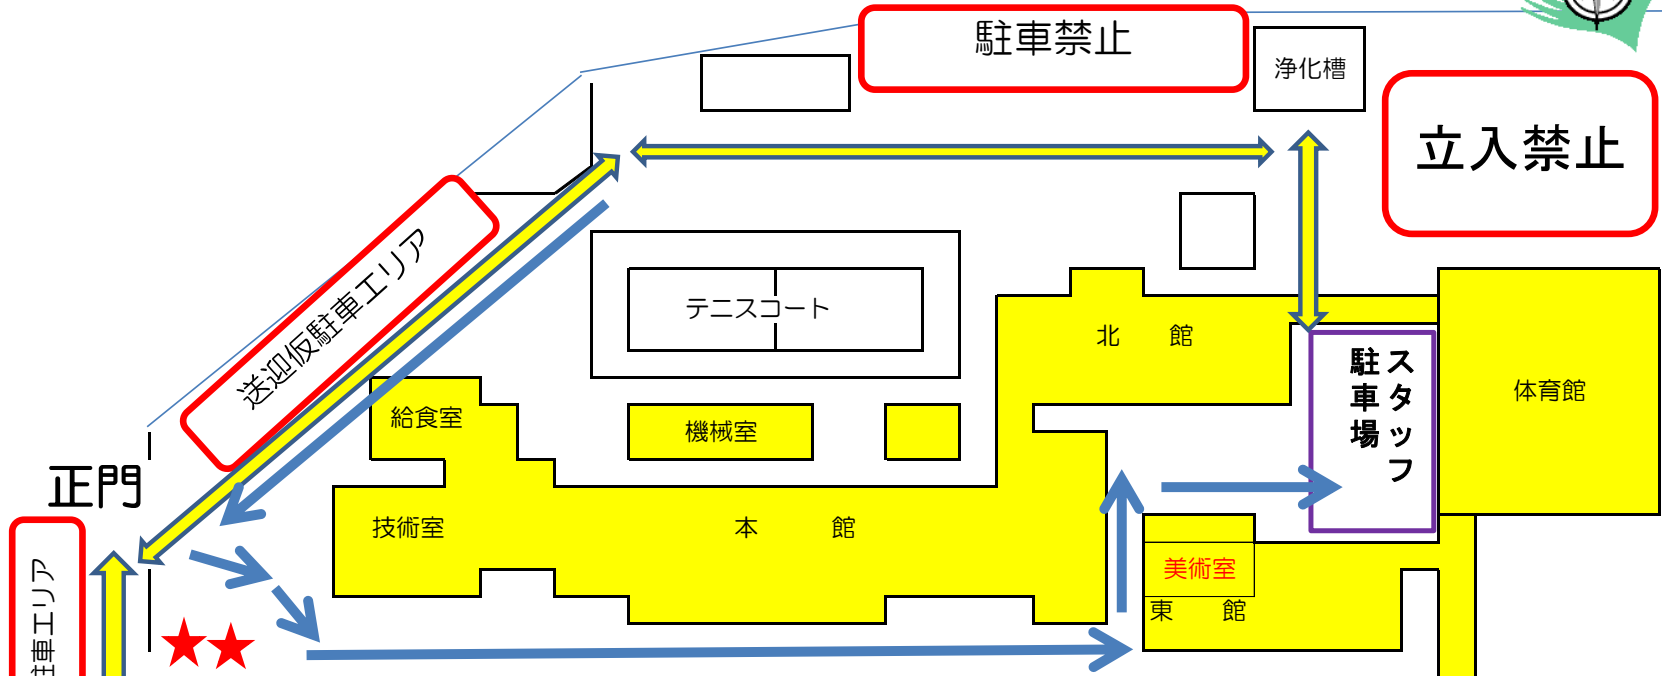 駐車禁止
浄化槽
立入禁止
送迎仮駐車エリア
テニスコート
北 館
スタッフ
駐車場
体育館
給食室
機械室
正門
技術室
本 館
美術室
東 館
車エリア